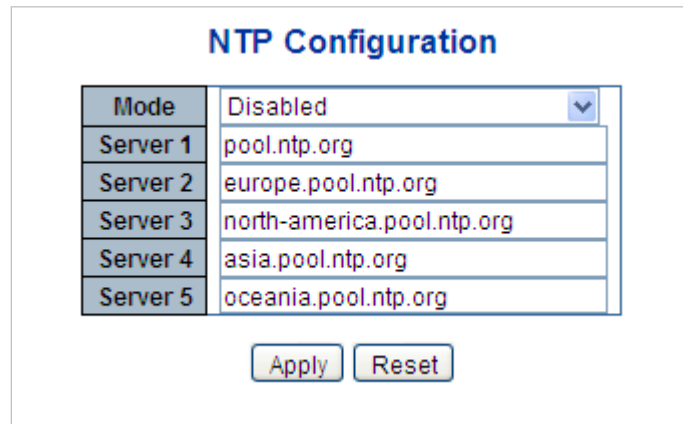 NTP Configuration
Mode Disabled
Server 1 pool.ntp.org
Server 2 europe.pool.ntp.org
Server 3 north-america.pool.ntp.org
Server 4 asia.pool.ntp.org
Server 5 oceania.pool.ntp.org
Apply Reset